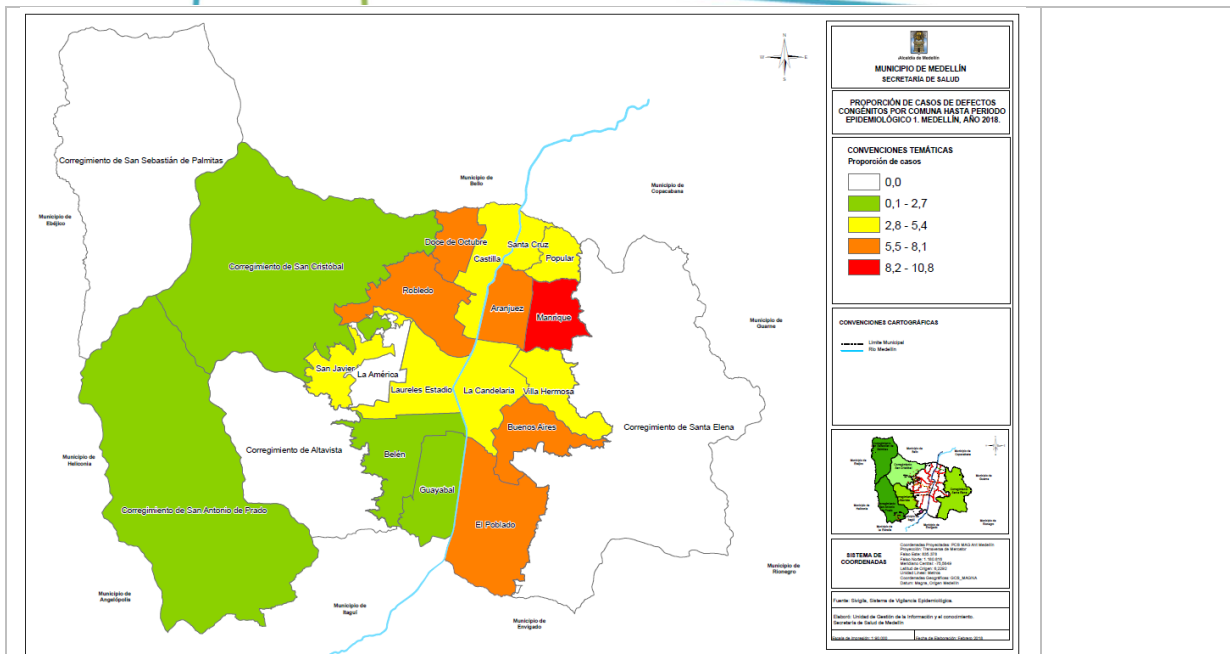 Alcaldía de Medellín
MUNICIPIO DE MEDELLÍN
SECRETARÍA DE SALUD
PROPORCIÓN DE CASOS DE DEFECTOS
CONGÉNITOS POR COMUNA HASTA PERIODO
EPIDEMIOLÓGICO 1. MEDELLÍN, AÑO 2018.
CONVENCIONES TEMÁTICAS
Proporción de casos
0,0
0,1 - 2,7
2,8 - 5,4
5,5 - 8,1
8,2 - 10,8
CONVENCIONES CARTOGRÁFICAS
Límite Municipal
Río Medellín
SISTEMA DE
COORDENADAS
Fuente: Sivigila, Sistema de Vigilancia Epidemiológica.
Elaboró: Unidad de Gestión de la Información y el conocimiento.
Secretaría de Salud de Medellín
N
E
S
Corregimiento de San Sebastián de Palmitas
Municipio de
Bello
Municipio de
Copacabana
Municipio de
Ebéjico
Doce de Octubre
Santa Cruz
Castilla
Popular
Corregimiento de San Cristóbal
Robledo
Aranjuez
Manrique
Municipio de
Guarne
San Javier
La América
Laureles Estadio
La Candelaria
Villa Hermosa
Buenos Aires
Corregimiento de Santa Elena
Corregimiento de Altavista
Belén
Municipio de
Heliconia
Guayabal
Corregimiento de San Antonio de Prado
El Poblado
Municipio de
Rionegro
Municipio de
Angelópolis
Municipio de
Itagüí
Municipio de
Envigado